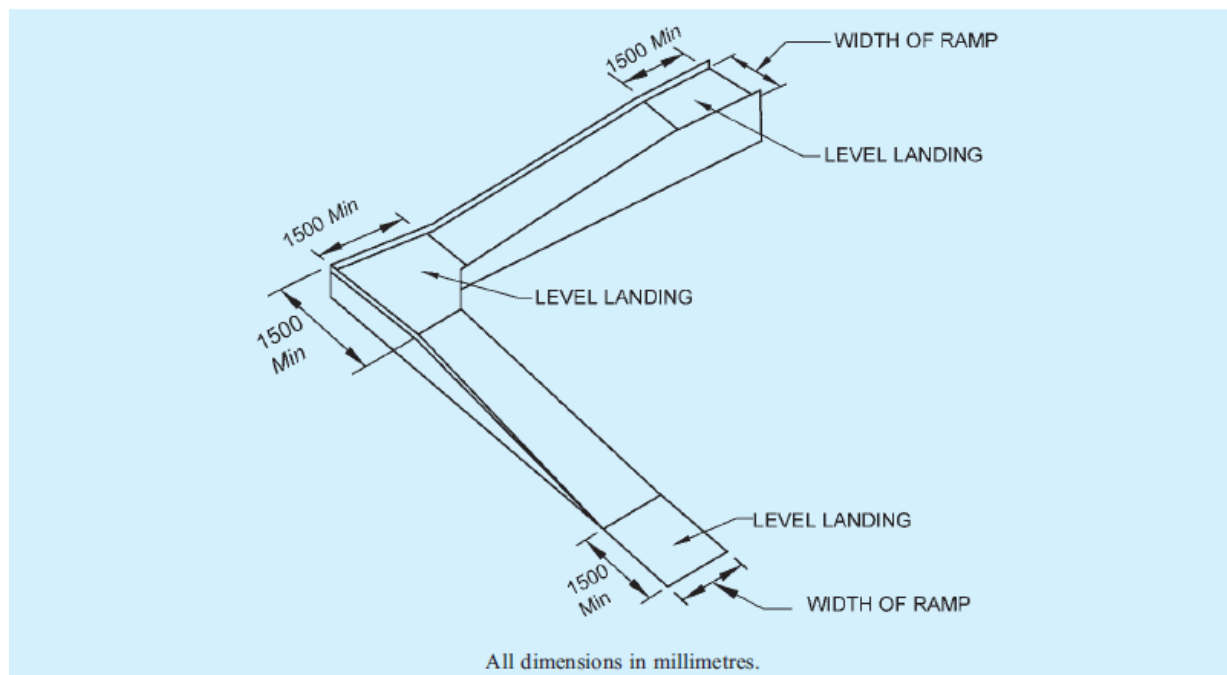 1500 Min
WIDTH OF RAMP
LEVEL LANDING
1500 Min
LEVEL LANDING
1500
Min
LEVEL LANDING
1500
Min
WIDTH OF RAMP
All dimensions in millimetres.